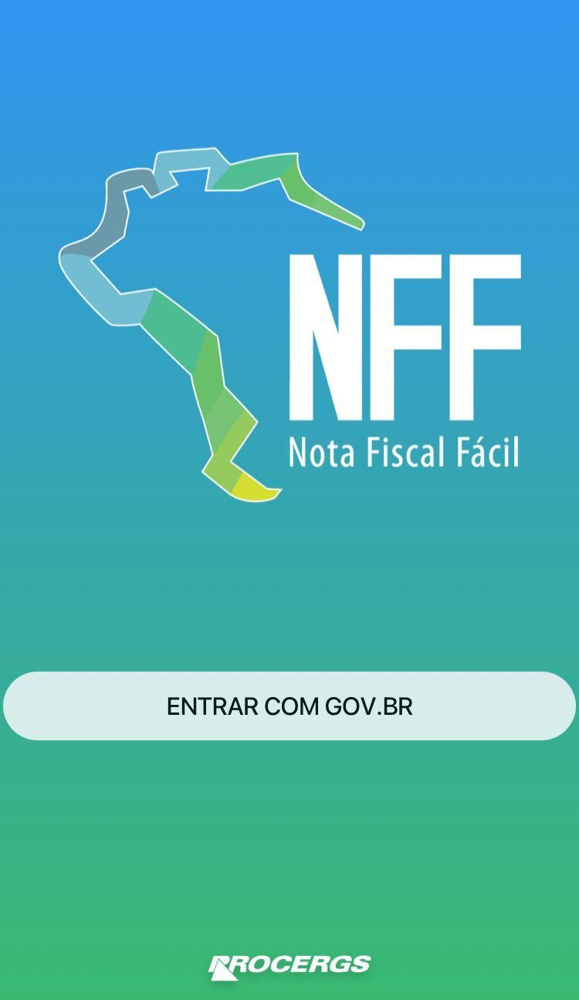 NFF
Nota Fiscal Fácil
ENTRAR COM GOV.BR
PROCERGS